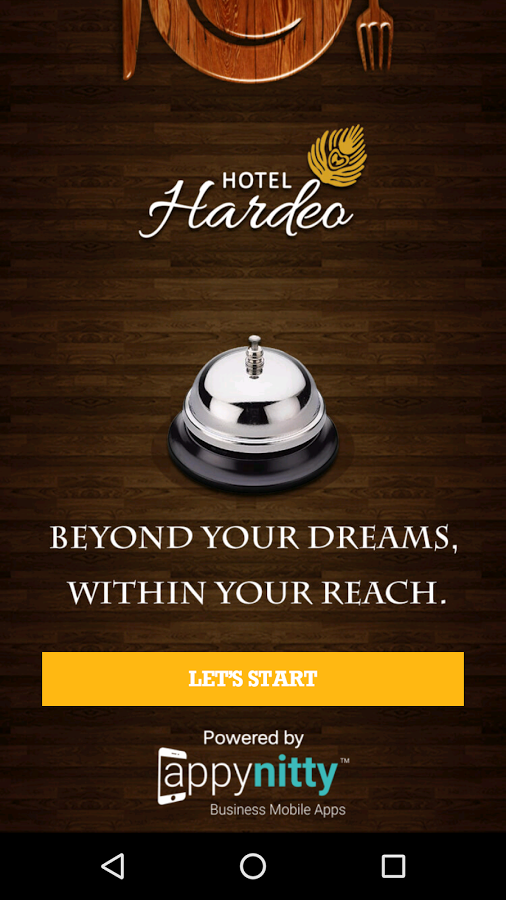 HOTEL
Hardeo
BEYOND YOUR DREAMS,
WITHIN YOUR REACH.
LET'S START
Powered by
appynitty™
Business Mobile Apps